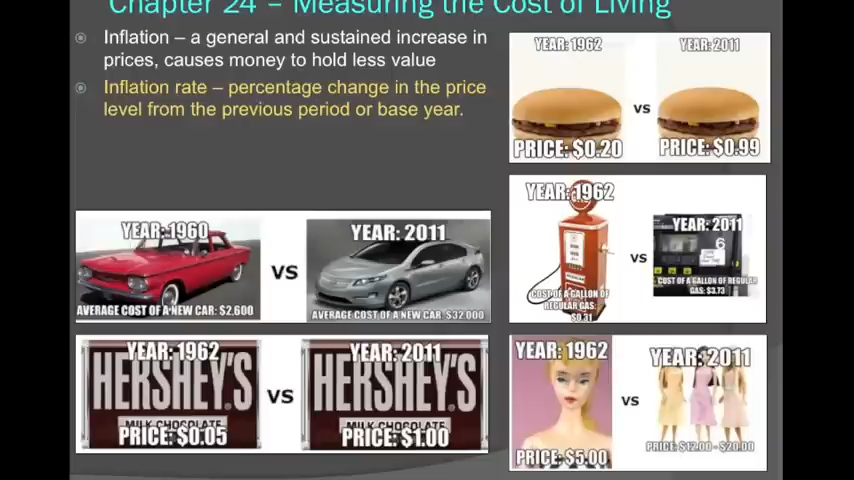 Chapter 24 – Measuring the Cost of Living
Inflation – a general and sustained increase in
prices, causes money to hold less value
Inflation rate – percentage change in the price
level from the previous period or base year.
YEAR: 1962
PRICE: $0.20
VS
YEAR: 2011
PRICE: $0.99
YEAR: 1960
AVERAGE COST OF A NEW CAR: $2,600
VS
YEAR: 2011
AVERAGE COST OF A NEW CAR: $32,000
YEAR: 1962
COST OF A GALLON OF
REGULAR GAS:
$0.31
VS
YEAR: 2011
6
COST OF A GALLON OF REGULAR
GAS: $3.73
YEAR: 1962
HERSHEY'S
MILK CHOCOLATE
PRICE: $0.05
VS
YEAR: 2011
HERSHEY'S
MILK CHOCOLATE
PRICE: $1.00
YEAR: 1962
PRICE: $5.00
VS
YEAR: 2011
PRICE: $12.00 - $20.00